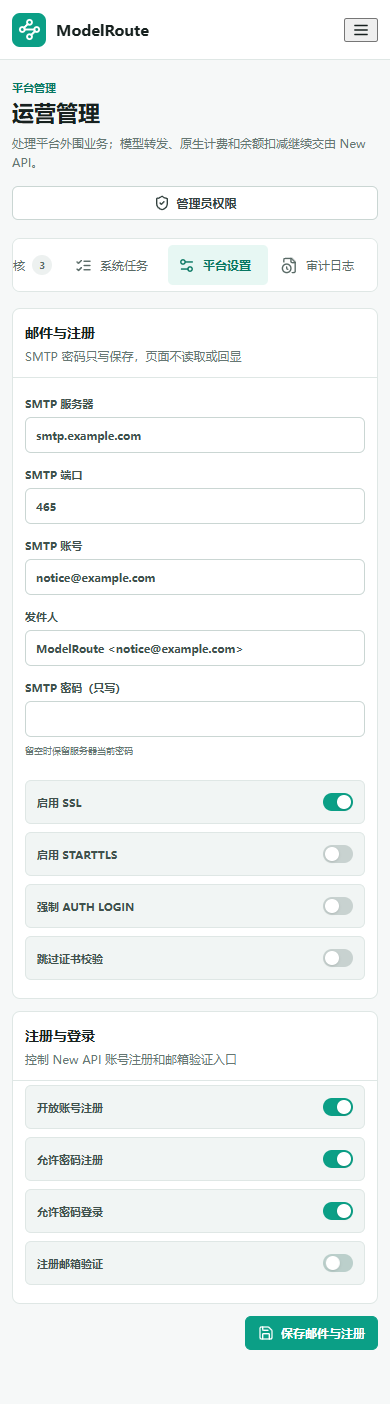 ModelRoute
平台管理
运营管理
处理平台外围业务；模型转发、原生计费和余额扣减继续交由 New
API。
管理员权限
核 3 系统任务 平台设置 审计日志
邮件与注册
SMTP 密码只写保存，页面不读取或回显
SMTP 服务器
smtp.example.com
SMTP 端口
465
SMTP 账号
notice@example.com
发件人
ModelRoute <notice@example.com>
SMTP 密码（只写）
留空时保留服务器当前密码
启用 SSL
启用 STARTTLS
强制 AUTH LOGIN
跳过证书校验
注册与登录
控制 New API 账号注册和邮箱验证入口
开放账号注册
允许密码注册
允许密码登录
注册邮箱验证
保存邮件与注册